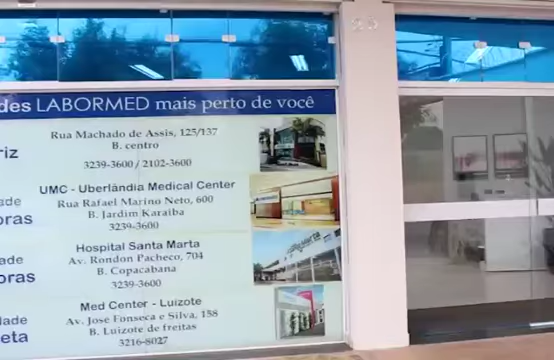 des LABORMED mais perto de você
riz
Rua Machado de Assis, 125/137
B. centro
3239-3600 / 2102-3600
ade
oras
UMC - Uberlândia Medical Center
Rua Rafael Marino Neto, 600
B. Jardim Karaíba
3239-3600
ade
oras
Hospital Santa Marta
Av. Rondon Pacheco, 704
B. Copacabana
3239-3600
dade
eta
Med Center - Luizote
Av. Jose Fonseca e Silva, 158
B. Luizote de freitas
3216-8027